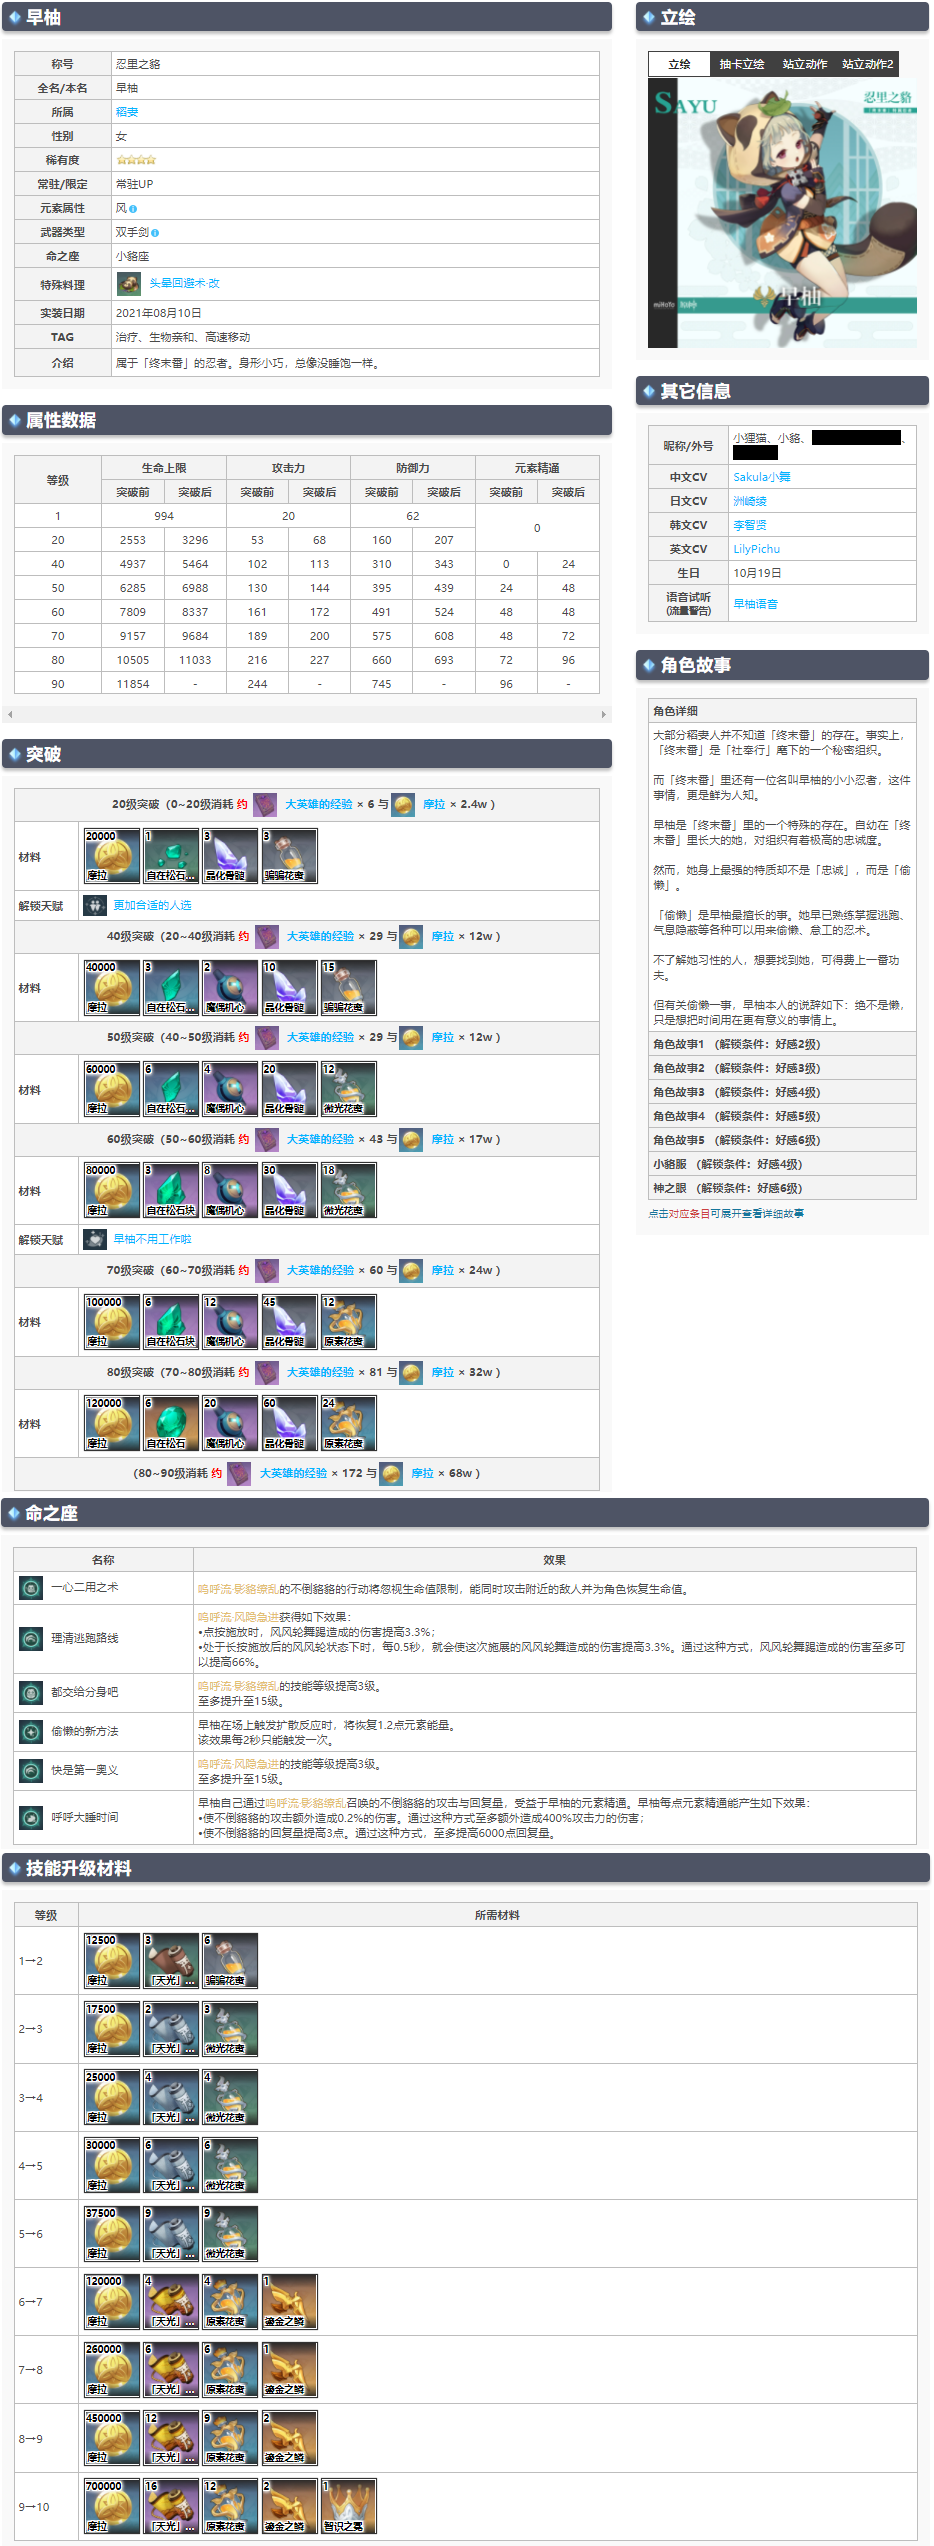 早柚
称号 忍里之貉
全名/本名 早柚
所属 稻妻
性别 女
稀有度
常驻/限定 常驻UP
元素属性 风
武器类型 双手剑
命之座 小貉座
特殊料理 头晕回避术·改
实装日期 2021年08月10日
TAG 治疗、生物亲和、高速移动
介绍 属于「终末番」的忍者。身形小巧，总像没睡饱一样。
属性数据
等级 生命上限 攻击力 防御力 元素精通
突破前 突破后 突破前 突破后 突破前 突破后 突破前 突破后
1 994 20 62 0
20 2553 3296 53 68 160 207
40 4937 5464 102 113 310 343 0 24
50 6285 6988 130 144 395 439 24 48
60 7809 8337 161 172 491 524 48 48
70 9157 9684 189 200 575 608 48 72
80 10505 11033 216 227 660 693 72 96
90 11854 - 244 - 745 - 96 -
突破
20级突破（0~20级消耗 约 大英雄的经验 × 6 与 摩拉 × 2.4w ）
材料
20000 1 3 3
摩拉 自在松石... 晶化骨髓 骗骗花蜜
解锁天赋 更加合适的人选
40级突破（20~40级消耗 约 大英雄的经验 × 29 与 摩拉 × 12w ）
材料
40000 3 2 10 15
摩拉 自在松石... 魔偶机心 晶化骨髓 骗骗花蜜
50级突破（40~50级消耗 约 大英雄的经验 × 29 与 摩拉 × 12w ）
材料
60000 6 4 20 12
摩拉 自在松石... 魔偶机心 晶化骨髓 微光花蜜
60级突破（50~60级消耗 约 大英雄的经验 × 43 与 摩拉 × 17w ）
材料
80000 3 8 30 18
摩拉 自在松石块 魔偶机心 晶化骨髓 微光花蜜
解锁天赋 早柚不用工作啦
70级突破（60~70级消耗 约 大英雄的经验 × 60 与 摩拉 × 24w ）
材料
100000 6 12 45 12
摩拉 自在松石块 魔偶机心 晶化骨髓 原素花蜜
80级突破（70~80级消耗 约 大英雄的经验 × 81 与 摩拉 × 32w ）
材料
120000 6 20 60 24
摩拉 自在松石 魔偶机心 晶化骨髓 原素花蜜
（80~90级消耗 约 大英雄的经验 × 172 与 摩拉 × 68w ）
立绘
立绘 抽卡立绘 站立动作 站立动作2
SAYU
忍里之貉
早柚
miHoYo 原神
其它信息
昵称/外号 小狸猫、小貉、 、
中文CV Sakula小舞
日文CV 洲崎绫
韩文CV 李智贤
英文CV LilyPichu
生日 10月19日
语音试听 早柚语音
(流量警告)
角色故事
角色详细
大部分稻妻人并不知道「终末番」的存在。事实上，
「终末番」是「社奉行」麾下的一个秘密组织。
而「终末番」里还有一位名叫早柚的小小忍者，这件
事情，更是鲜为人知。
早柚是「终末番」里的一个特殊的存在。自幼在「终
末番」里长大的她，对组织有着极高的忠诚度。
然而，她身上最强的特质却不是「忠诚」，而是「偷
懒」。
「偷懒」是早柚最擅长的事。她早已熟练掌握逃跑、
气息隐蔽等各种可以用来偷懒、怠工的忍术。
不了解她习性的人，想要找到她，可得费上一番功
夫。
但有关偷懒一事，早柚本人的说辞如下：绝不是懒，
只是想把时间用在更有意义的事情上。
角色故事1 （解锁条件：好感2级）
角色故事2 （解锁条件：好感3级）
角色故事3 （解锁条件：好感4级）
角色故事4 （解锁条件：好感5级）
角色故事5 （解锁条件：好感6级）
小貉服 （解锁条件：好感4级）
神之眼 （解锁条件：好感6级）
点击对应条目可展开查看详细故事
命之座
名称 效果
一心二用之术 呜呼流·影貉缭乱的不倒貉貉的行动将忽视生命值限制，能同时攻击附近的敌人并为角色恢复生命值。
理清逃跑路线
呜呼流·风隐急进获得如下效果：
•点按施放时，风风轮舞踢造成的伤害提高3.3%；
•处于长按施放后的风风轮状态下时，每0.5秒，就会使这次施展的风风轮舞造成的伤害提高3.3%。通过这种方式，风风轮舞踢造成的伤害至多可
以提高66%。
都交给分身吧
呜呼流·影貉缭乱的技能等级提高3级。
至多提升至15级。
偷懒的新方法
早柚在场上触发扩散反应时，将恢复1.2点元素能量。
该效果每2秒只能触发一次。
快是第一奥义
呜呼流·风隐急进的技能等级提高3级。
至多提升至15级。
呼呼大睡时间
早柚自己通过呜呼流·影貉缭乱召唤的不倒貉貉的攻击与回复量，受益于早柚的元素精通。早柚每点元素精通能产生如下效果：
•使不倒貉貉的攻击额外造成0.2%的伤害。通过这种方式至多额外造成400%攻击力的伤害；
•使不倒貉貉的回复量提高3点。通过这种方式，至多提高6000点回复量。
技能升级材料
等级 所需材料
1→2
12500 3 6
摩拉 「天光」... 骗骗花蜜
2→3
17500 2 3
摩拉 「天光」... 微光花蜜
3→4
25000 4 4
摩拉 「天光」... 微光花蜜
4→5
30000 6 6
摩拉 「天光」... 微光花蜜
5→6
37500 9 9
摩拉 「天光」... 微光花蜜
6→7
120000 4 4 1
摩拉 「天光」... 原素花蜜 鎏金之鳞
7→8
260000 6 6 1
摩拉 「天光」... 原素花蜜 鎏金之鳞
8→9
450000 12 9 2
摩拉 「天光」... 原素花蜜 鎏金之鳞
9→10
700000 16 12 2 1
摩拉 「天光」... 原素花蜜 鎏金之鳞 智识之冕